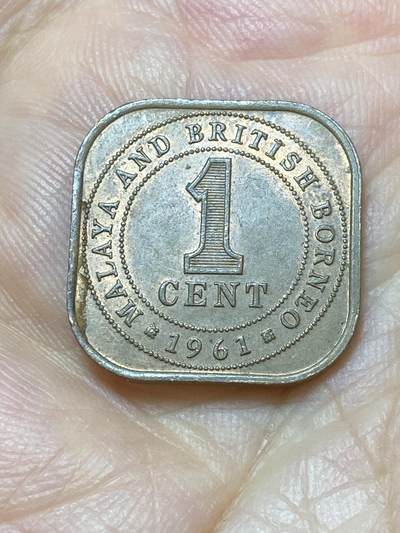 MALAYA AND BRITISH BORNEO
1
CENT
1961